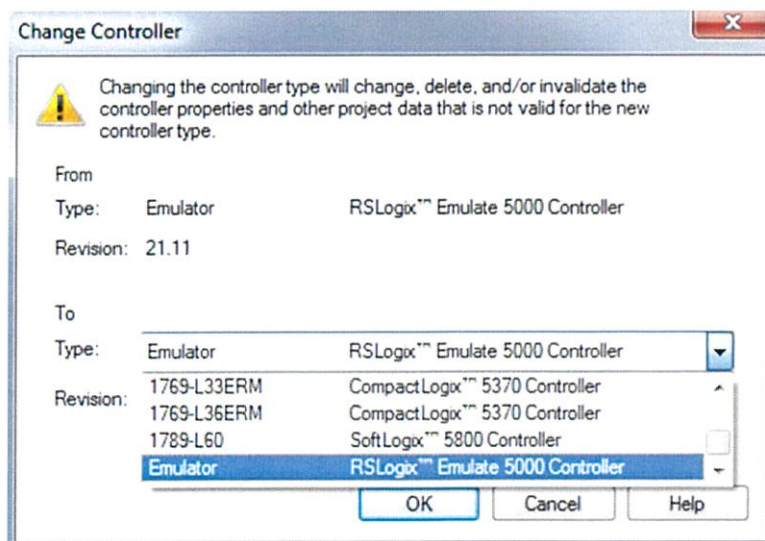 Change Controller
Changing the controller type will change, delete, and/or invalidate the
controller properties and other project data that is not valid for the new
controller type.
From
Type: Emulator RSLogix™ Emulate 5000 Controller
Revision: 21.11
To
Type: Emulator RSLogix™ Emulate 5000 Controller
Revision:
1769-L33ERM CompactLogix™ 5370 Controller
1769-L36ERM CompactLogix™ 5370 Controller
1789-L60 SoftLogix™ 5800 Controller
Emulator RSLogix™ Emulate 5000 Controller
OK Cancel Help